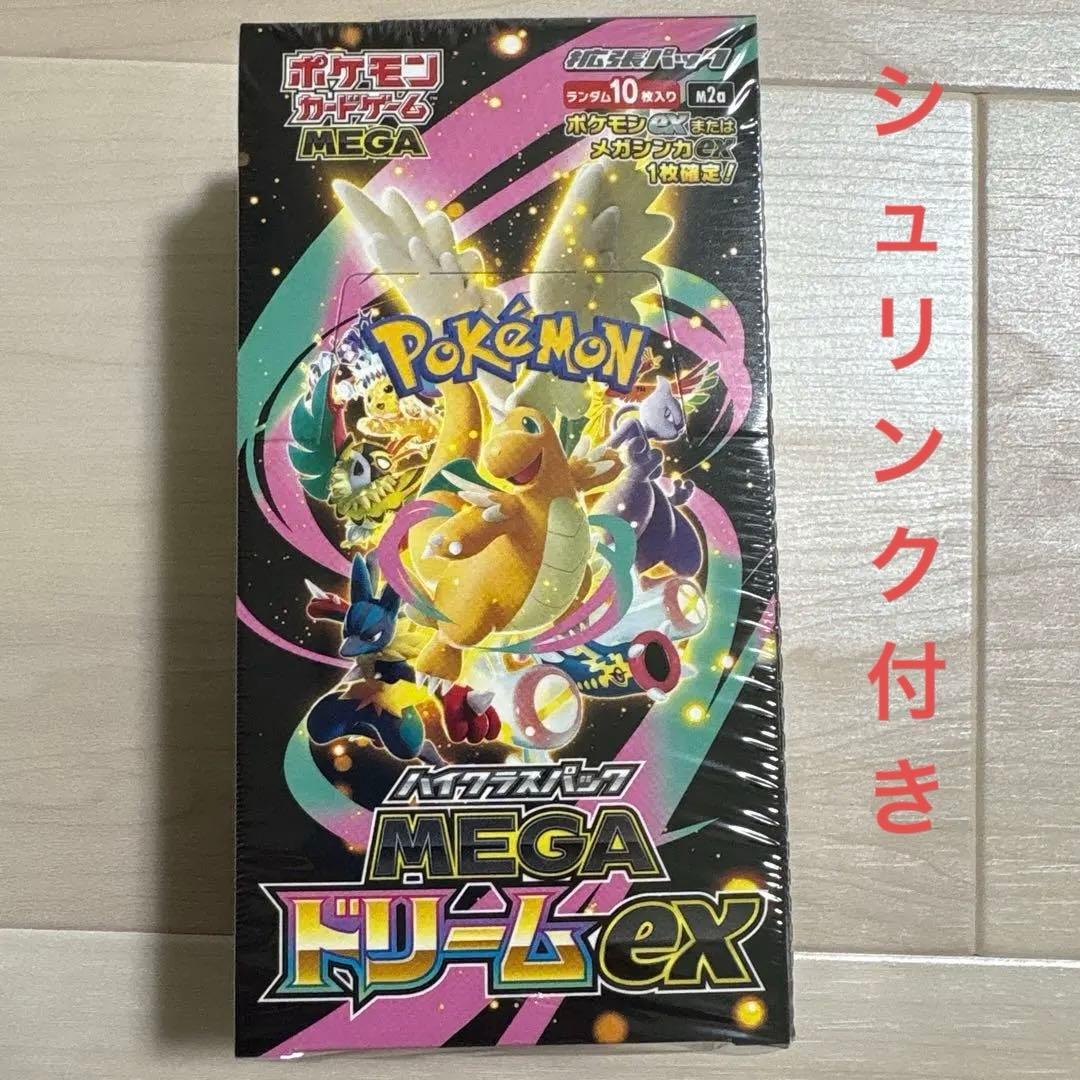 ポケモン
カードゲーム
MEGA
拡張パック
ランダム10枚入り M2a
ポケモンexまたは
メガシンカex
1枚確定!
POKéMON
ハイクラスパック
MEGA
ドリームex
シュリンク付き